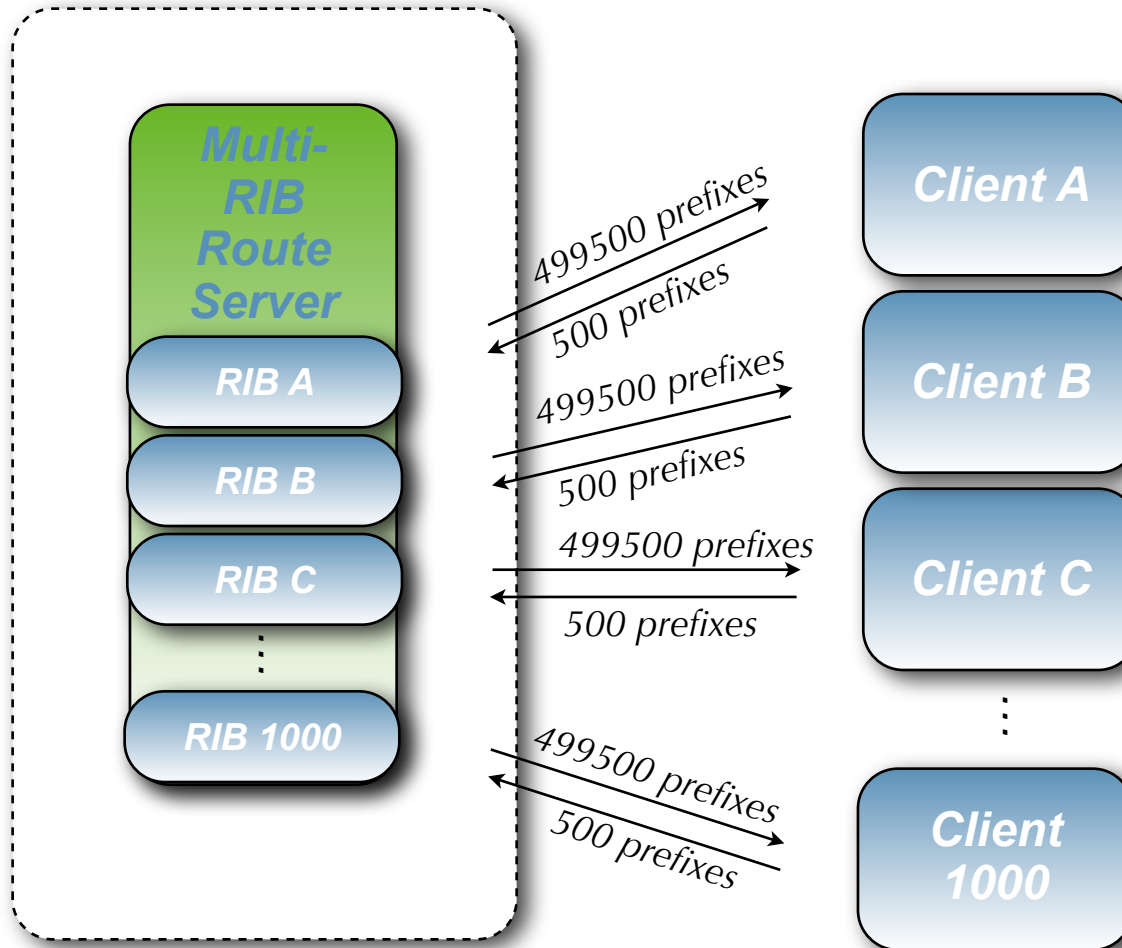 Multi-
RIB
Route
Server
RIB A
RIB B
RIB C
⋮
RIB 1000
499500 prefixes
500 prefixes
499500 prefixes
500 prefixes
499500 prefixes
500 prefixes
499500 prefixes
500 prefixes
Client A
Client B
Client C
⋮
Client
1000